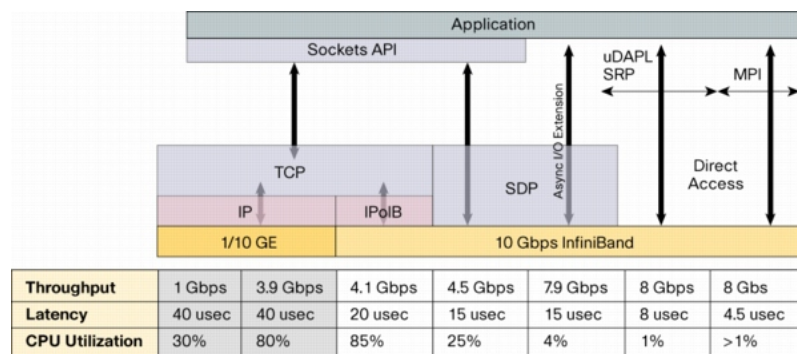 Application
Sockets API
uDAPL
SRP
MPI
Async I/O Extension
TCP
SDP
Direct
Access
IP
IPoIB
1/10 GE
10 Gbps InfiniBand
Throughput 1 Gbps 3.9 Gbps 4.1 Gbps 4.5 Gbps 7.9 Gbps 8 Gbps 8 Gbs
Latency 40 usec 40 usec 20 usec 15 usec 15 usec 8 usec 4.5 usec
CPU Utilization 30% 80% 85% 25% 4% 1% >1%